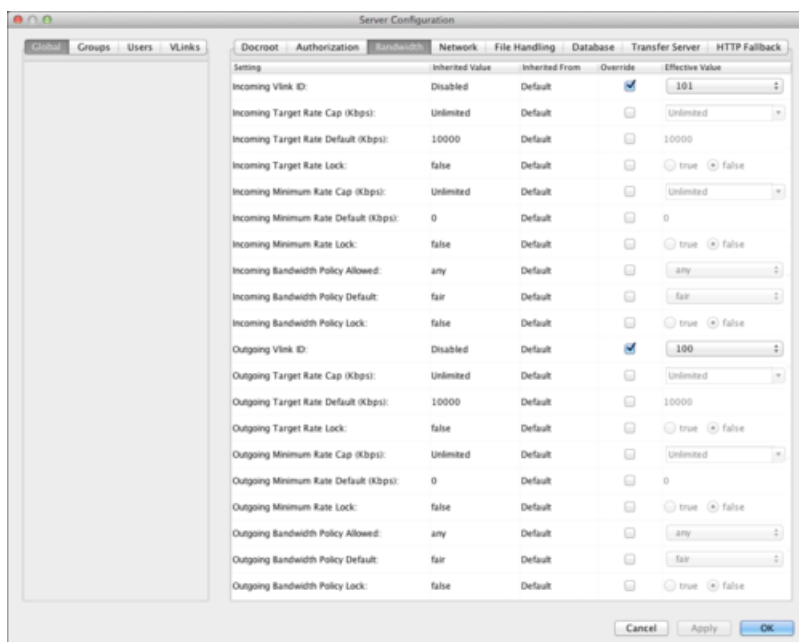 Server Configuration
Global Groups Users VLinks
Docroot Authorization Bandwidth Network File Handling Database Transfer Server HTTP Fallback
Setting Inherited Value Inherited From Override Effective Value
Incoming Vlink ID: Disabled Default 101
Incoming Target Rate Cap (Kbps): Unlimited Default Unlimited
Incoming Target Rate Default (Kbps): 10000 Default 10000
Incoming Target Rate Lock: false Default true false
Incoming Minimum Rate Cap (Kbps): Unlimited Default Unlimited
Incoming Minimum Rate Default (Kbps): 0 Default 0
Incoming Minimum Rate Lock: false Default true false
Incoming Bandwidth Policy Allowed: any Default any
Incoming Bandwidth Policy Default: fair Default fair
Incoming Bandwidth Policy Lock: false Default true false
Outgoing Vlink ID: Disabled Default 100
Outgoing Target Rate Cap (Kbps): Unlimited Default Unlimited
Outgoing Target Rate Default (Kbps): 10000 Default 10000
Outgoing Target Rate Lock: false Default true false
Outgoing Minimum Rate Cap (Kbps): Unlimited Default Unlimited
Outgoing Minimum Rate Default (Kbps): 0 Default 0
Outgoing Minimum Rate Lock: false Default true false
Outgoing Bandwidth Policy Allowed: any Default any
Outgoing Bandwidth Policy Default: fair Default fair
Outgoing Bandwidth Policy Lock: false Default true false
Cancel Apply OK